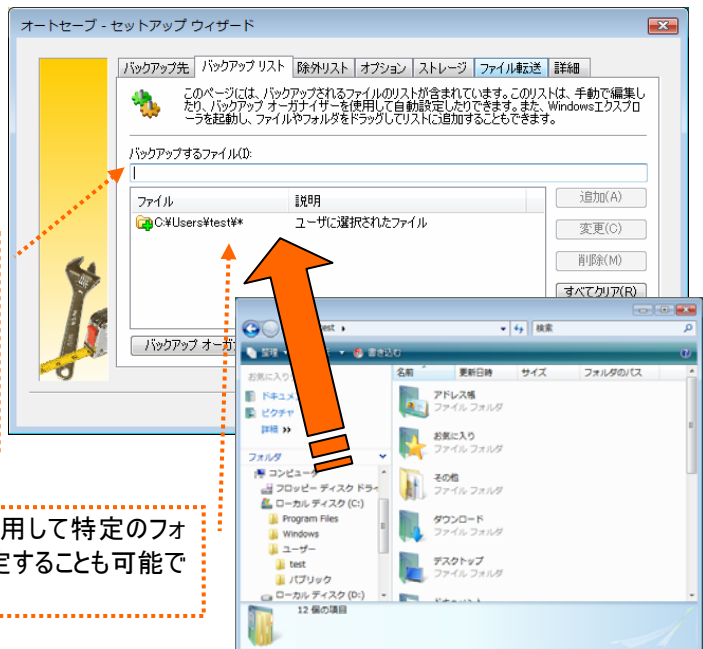 オートセーブ - セットアップ ウィザード
バックアップ先 バックアップ リスト 除外リスト オプション ストレージ ファイル転送 詳細
このページには、バックアップされるファイルのリストが含まれています。このリストは、手動で編集し
たり、バックアップ オーガナイザーを使用して自動設定したりできます。また、Windowsエクスプロ
ーラを起動し、ファイルやフォルダをドラッグしてリストに追加することもできます。
バックアップするファイル(I):
ファイル 説明
C:¥Users¥test¥* ユーザに選択されたファイル
追加(A)
変更(C)
削除(M)
すべてクリア(R)
バックアップ オーガ
est
検索
管理
書き込む
お気に入り
ドキュメ
ピクチャ
詳細
フォルダ
コンピュータ
フロッピー ディスク ドライ
ローカル ディスク (C:)
Program Files
Windows
ユーザー
test
パブリック
ローカル ディスク (D:)
名前 更新日時 サイズ フォルダのパス
アドレス帳
ファイル フォルダ
お気に入り
ファイル フォルダ
その他
ファイル フォルダ
ダウンロード
ファイル フォルダ
デスクトップ
ファイル フォルダ
12 個の項目
用して特定のフォ
定することも可能で